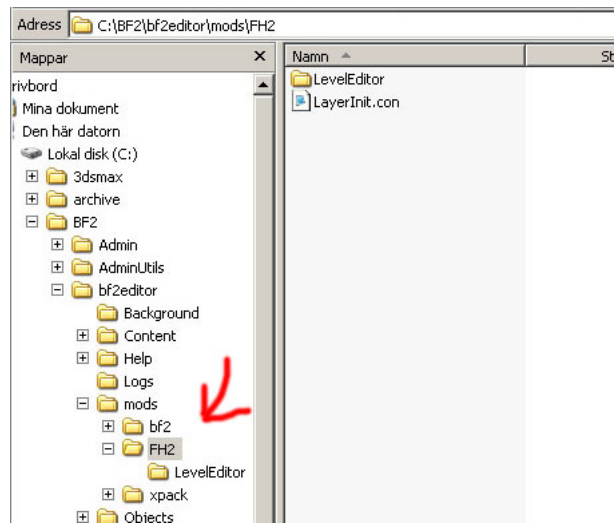 Adress C:\BF2\bf2editor\mods\FH2
Mappar
Namn
St
rivbord
Mina dokument
Den här datorn
Lokal disk (C:)
3dsmax
archive
BF2
Admin
AdminUtils
bf2editor
Background
Content
Help
Logs
mods
bf2
FH2
LevelEditor
xpack
Objects
LevelEditor
LayerInit.con